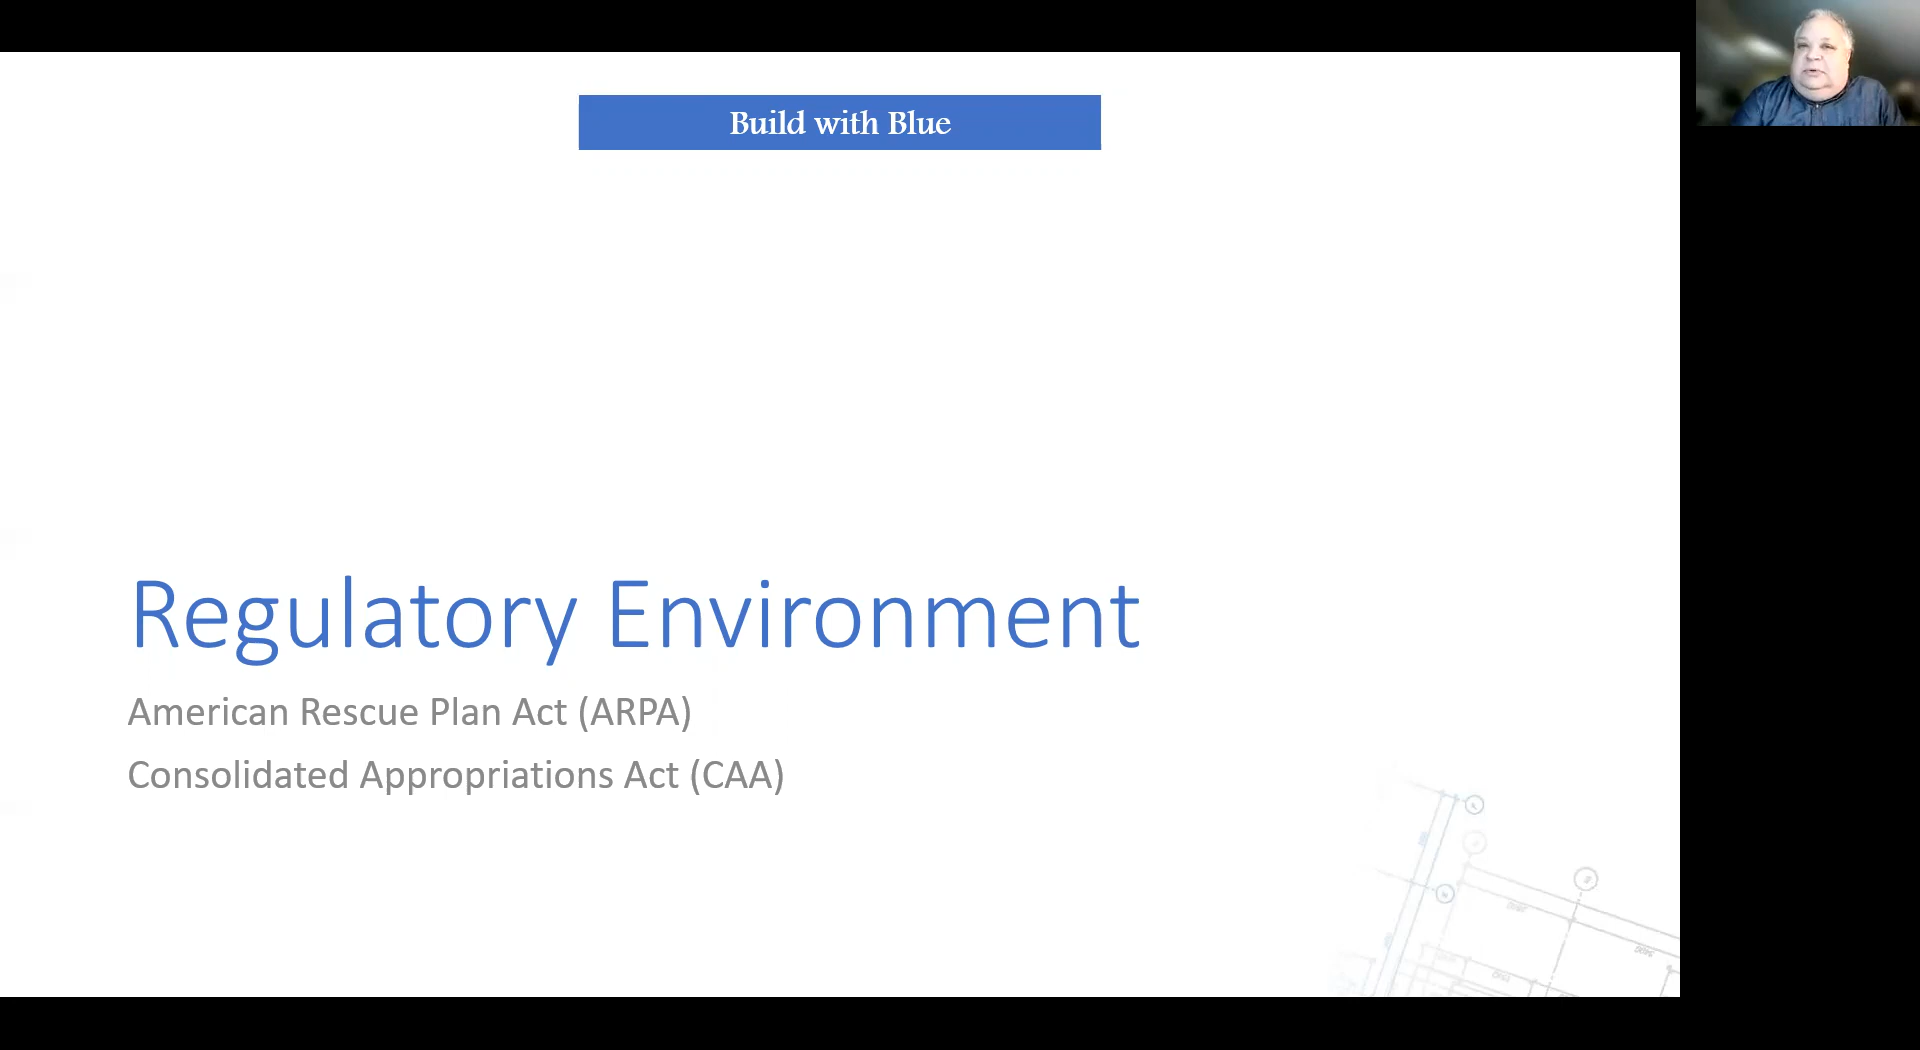 Build with Blue
Regulatory Environment
American Rescue Plan Act (ARPA)
Consolidated Appropriations Act (CAA)